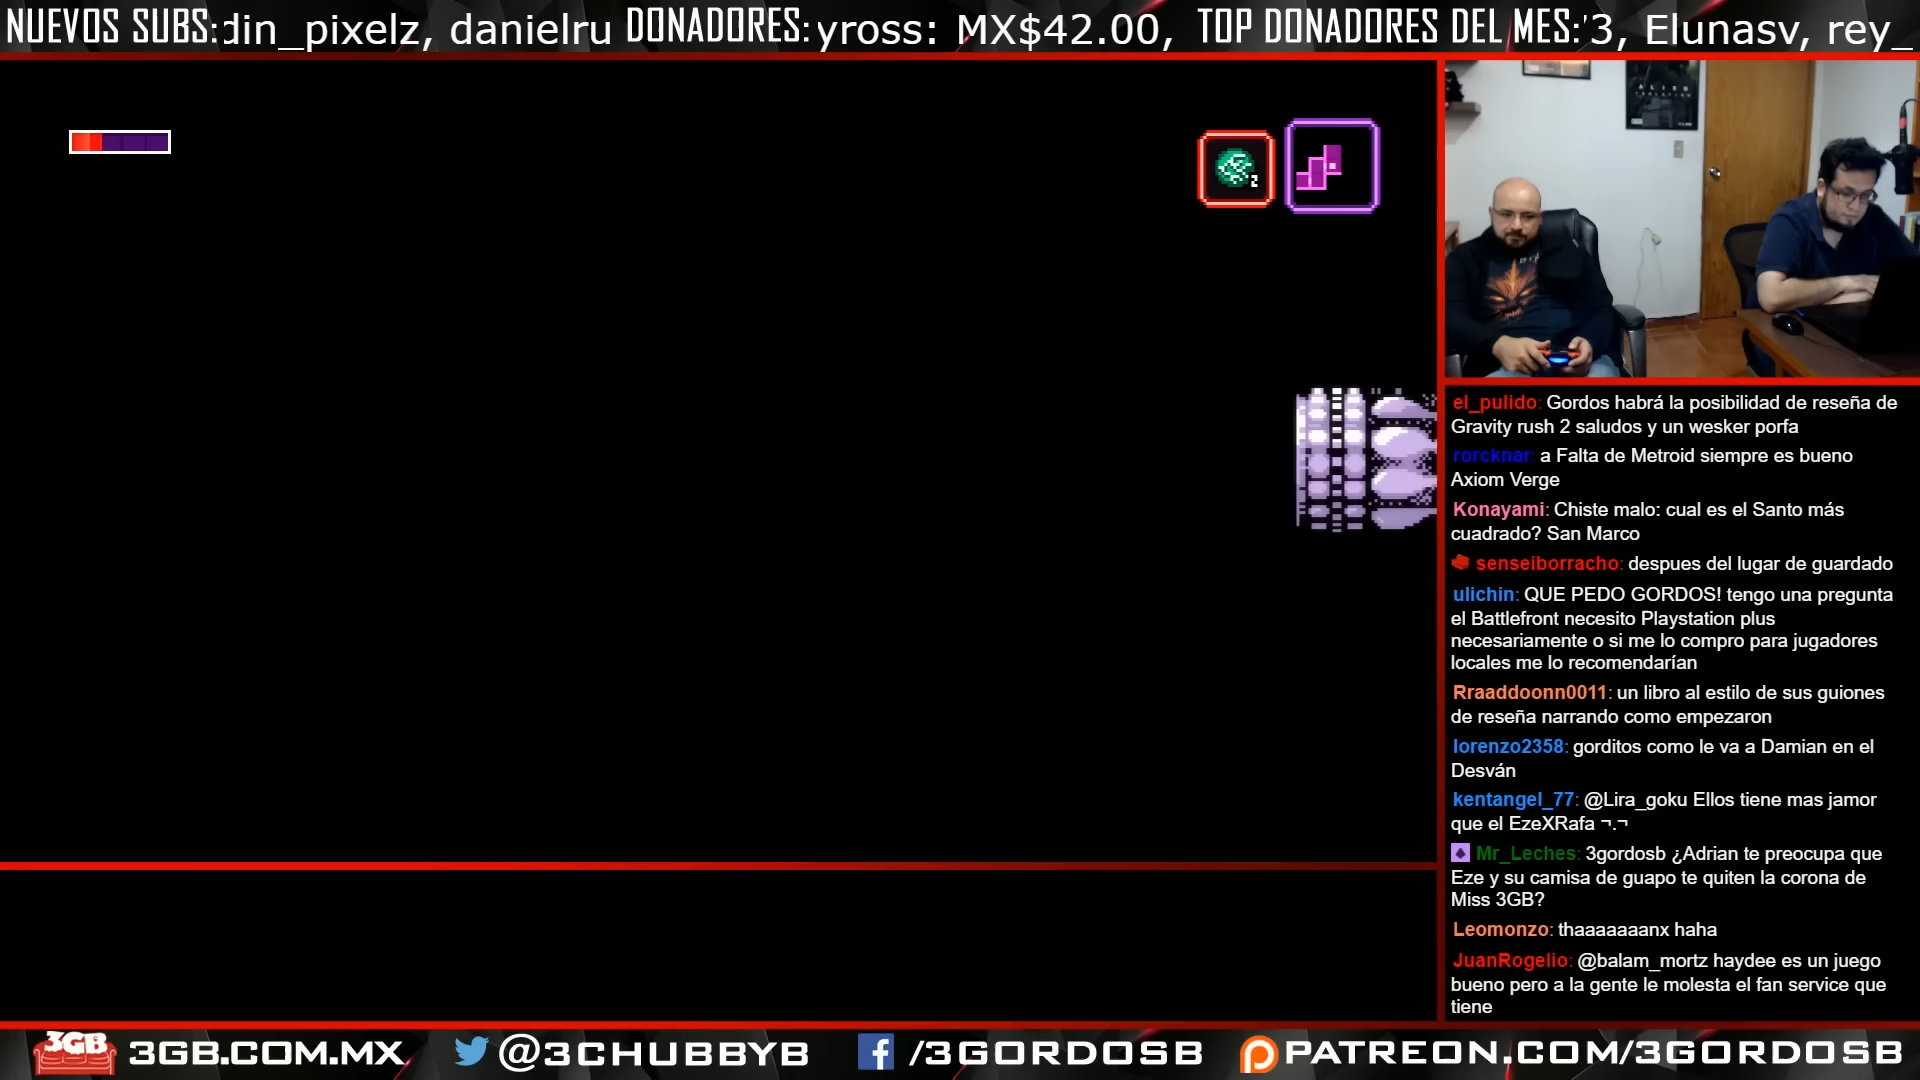 NUEVOS SUBS: din_pixelz, danielru DONADORES: yross: MX$42.00, TOP DONADORES DEL MES: '3, Elunasv, rey_
2
ALIEN
el_pulido: Gordos habrá la posibilidad de reseña de
Gravity rush 2 saludos y un wesker porfa
rorcknar: a Falta de Metroid siempre es bueno
Axiom Verge
Konayami: Chiste malo: cual es el Santo más
cuadrado? San Marco
senseiborracho: despues del lugar de guardado
ulichin: QUE PEDO GORDOS! tengo una pregunta
el Battlefront necesito Playstation plus
necesariamente o si me lo compro para jugadores
locales me lo recomendarían
Rraaddoonn0011: un libro al estilo de sus guiones
de reseña narrando como empezaron
lorenzo2358: gorditos como le va a Damian en el
Desván
kentangel_77: @Lira_goku Ellos tiene mas jamor
que el EzeXRafa ¬.¬
Mr_Leches: 3gordosb ¿Adrian te preocupa que
Eze y su camisa de guapo te quiten la corona de
Miss 3GB?
Leomonzo: thaaaaaaanx haha
JuanRogelio: @balam_mortz haydee es un juego
bueno pero a la gente le molesta el fan service que
tiene
3GB 3GB.COM.MX @3CHUBBYB /3GORDOSB PATREON.COM/3GORDOSB